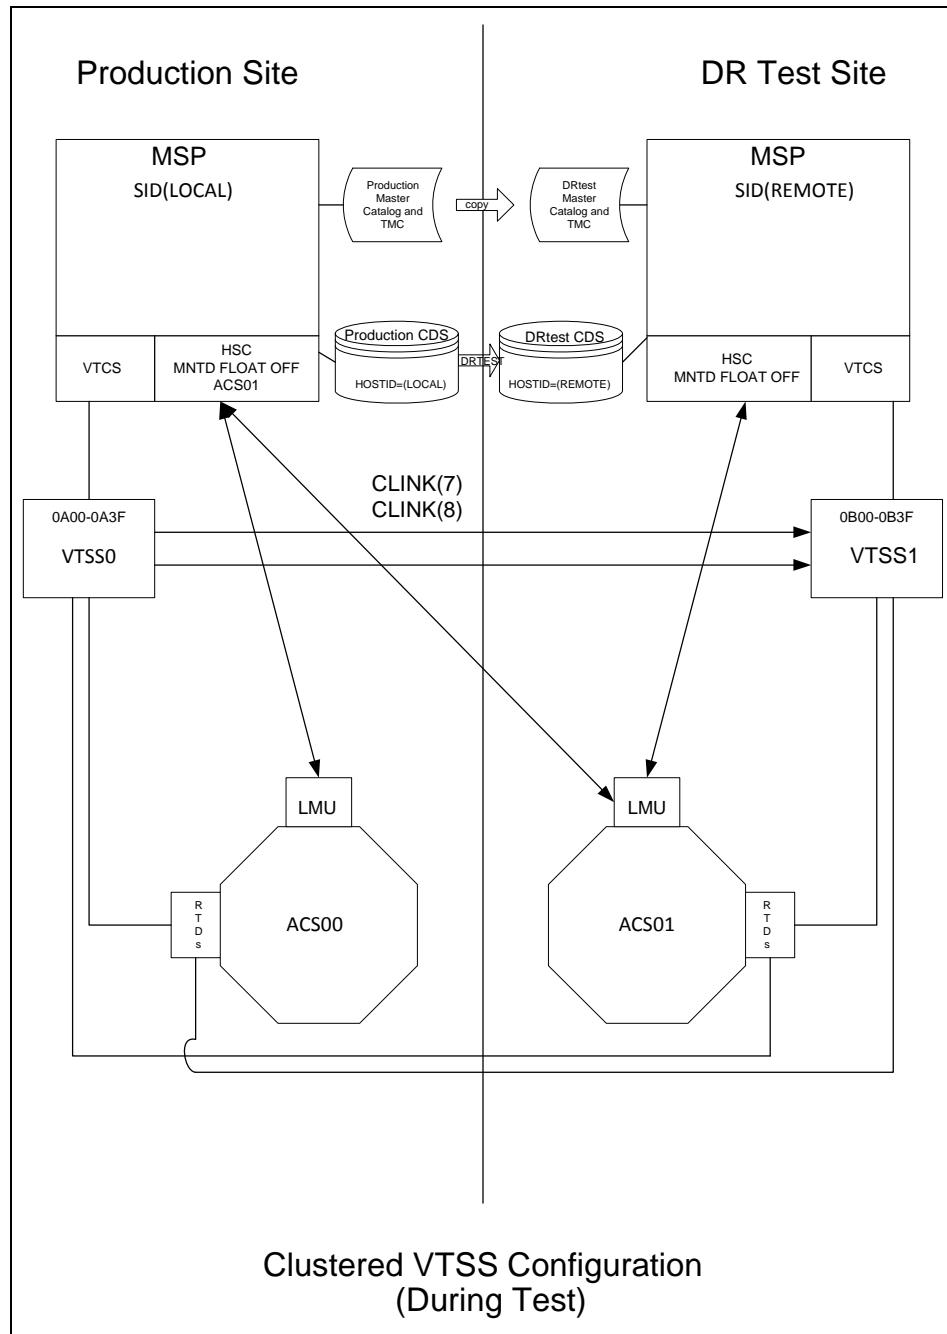 Production Site
DR Test Site
MSP
SID(LOCAL)
Production
Master
Catalog and
TMC
copy
DRtest
Master
Catalog and
TMC
MSP
SID(REMOTE)
VTCS
HSC
MNTD FLOAT OFF
ACS01
Production CDS
HOSTID=(LOCAL)
DRTEST
DRtest CDS
HOSTID=(REMOTE)
HSC
MNTD FLOAT OFF
VTCS
CLINK(7)
CLINK(8)
0A00-0A3F
VTSS0
0B00-0B3F
VTSS1
LMU
LMU
R
T
D
s
ACS00
ACS01
R
T
D
s
Clustered VTSS Configuration
(During Test)